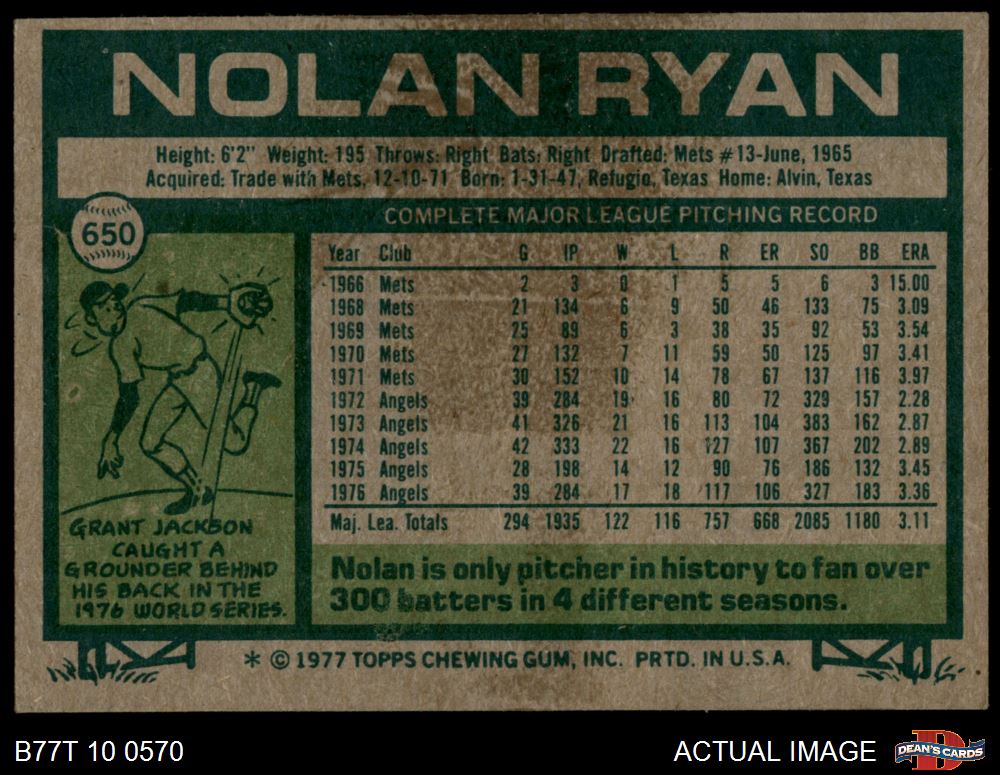 NOLAN RYAN
Height: 6'2" Weight: 195 Throws: Right Bats: Right Drafted: Mets #13-June, 1965
Acquired: Trade with Mets, 12-10-71 Born: 1-31-47, Refugio, Texas Home: Alvin, Texas
650
COMPLETE MAJOR LEAGUE PITCHING RECORD
Year Club G IP W L R ER SO BB ERA
1966 Mets 2 3 0 1 5 5 6 3 15.00
1968 Mets 21 134 6 9 50 46 133 75 3.09
1969 Mets 25 89 6 3 38 35 92 53 3.54
1970 Mets 27 132 7 11 59 50 125 97 3.41
1971 Mets 30 152 10 14 78 67 137 116 3.97
1972 Angels 39 284 19 16 80 72 329 157 2.28
1973 Angels 41 326 21 16 113 104 383 162 2.87
1974 Angels 42 333 22 16 127 107 367 202 2.89
1975 Angels 28 198 14 12 90 76 186 132 3.45
1976 Angels 39 284 17 18 117 106 327 183 3.36
Maj. Lea. Totals 294 1935 122 116 757 668 2085 1180 3.11
GRANT JACKSON
CAUGHT A
GROUNDER BEHIND
HIS BACK IN THE
1976 WORLD SERIES.
Nolan is only pitcher in history to fan over
300 batters in 4 different seasons.
* © 1977 TOPPS CHEWING GUM, INC. PRTD. IN U.S.A.
B77T 10 0570
ACTUAL IMAGE
D
DEAN'S CARDS